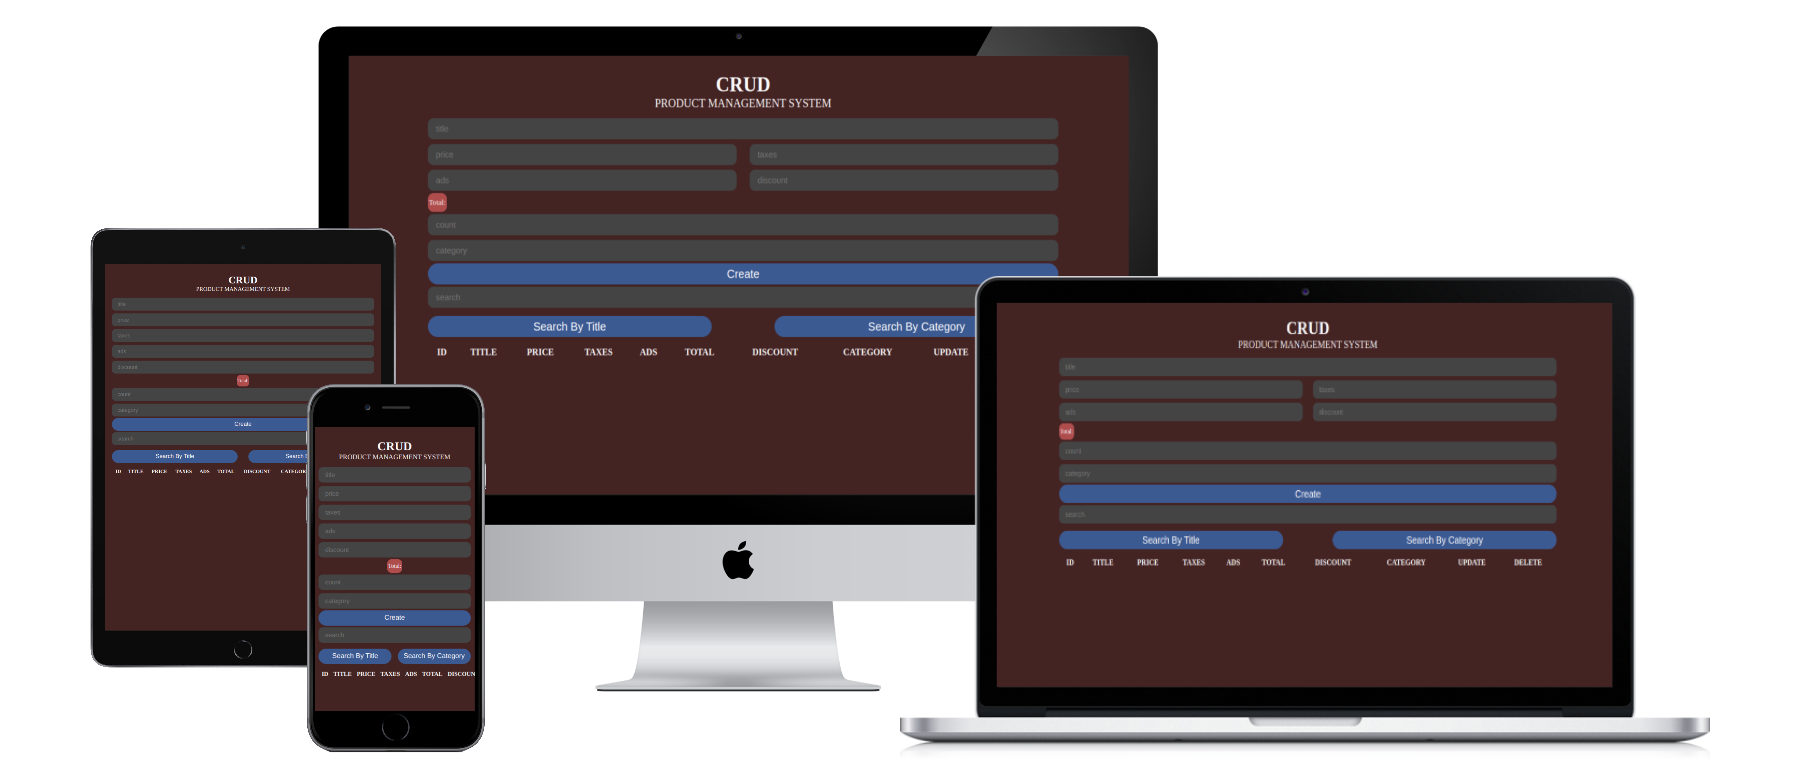 CRUD
PRODUCT MANAGEMENT SYSTEM
title
price taxes
ads discount
Total:
count
category
Create
search
Search By Title Search By Category
ID TITLE PRICE TAXES ADS TOTAL DISCOUNT CATEGORY UPDATE
CRUD
PRODUCT MANAGEMENT SYSTEM
title
price
taxes
ads
discount
Total:
count
category
Create
search
Search By Title Search
ID TITLE PRICE TAXES ADS TOTAL DISCOUNT CATEGOR
CRUD
PRODUCT MANAGEMENT SYSTEM
title
price
taxes
ads
discount
Total:
count
category
Create
search
Search By Title Search By Category
ID TITLE PRICE TAXES ADS TOTAL DISCOUN
CRUD
PRODUCT MANAGEMENT SYSTEM
title
price taxes
ads discount
Total:
count
category
Create
search
Search By Title Search By Category
ID TITLE PRICE TAXES ADS TOTAL DISCOUNT CATEGORY UPDATE DELETE